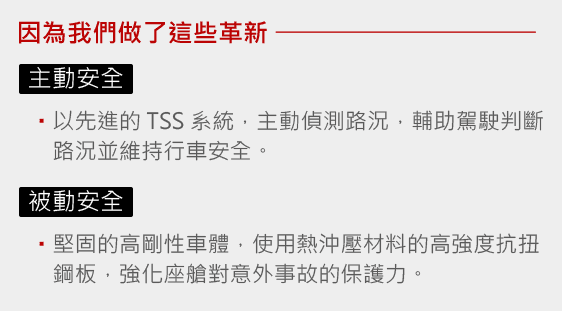 因為我們做了這些革新
主動安全
▪ 以先進的 TSS 系統，主動偵測路況，輔助駕駛判斷
路況並維持行車安全。
被動安全
▪ 堅固的高剛性車體，使用熱沖壓材料的高強度抗扭
鋼板，強化座艙對意外事故的保護力。